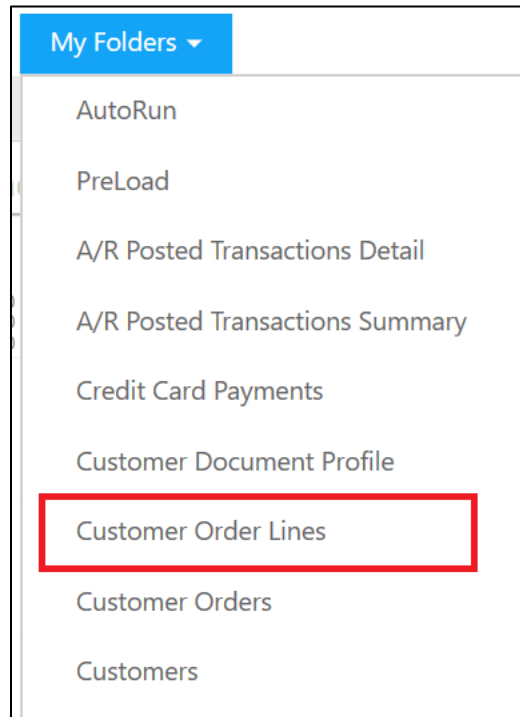 My Folders
AutoRun
PreLoad
A/R Posted Transactions Detail
A/R Posted Transactions Summary
Credit Card Payments
Customer Document Profile
Customer Order Lines
Customer Orders
Customers